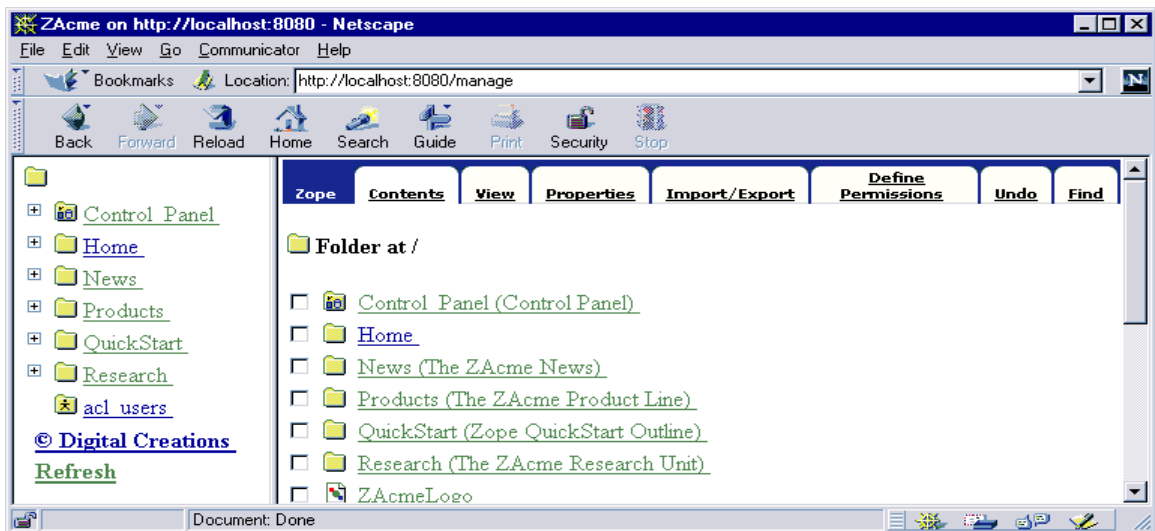 ZAcme on http://localhost:8080 - Netscape
File Edit View Go Communicator Help
Bookmarks Location: http://localhost:8080/manage
N
Back Forward Reload Home Search Guide Print Security Stop
Zope Contents View Properties Import/Export Define Permissions Undo Find
Control_Panel
Home
News
Products
QuickStart
Research
acl_users
© Digital Creations
Refresh
Folder at /
Control_Panel (Control Panel)
Home
News (The ZAcme News)
Products (The ZAcme Product Line)
QuickStart (Zope QuickStart Outline)
Research (The ZAcme Research Unit)
ZAcmeLogo
Document: Done